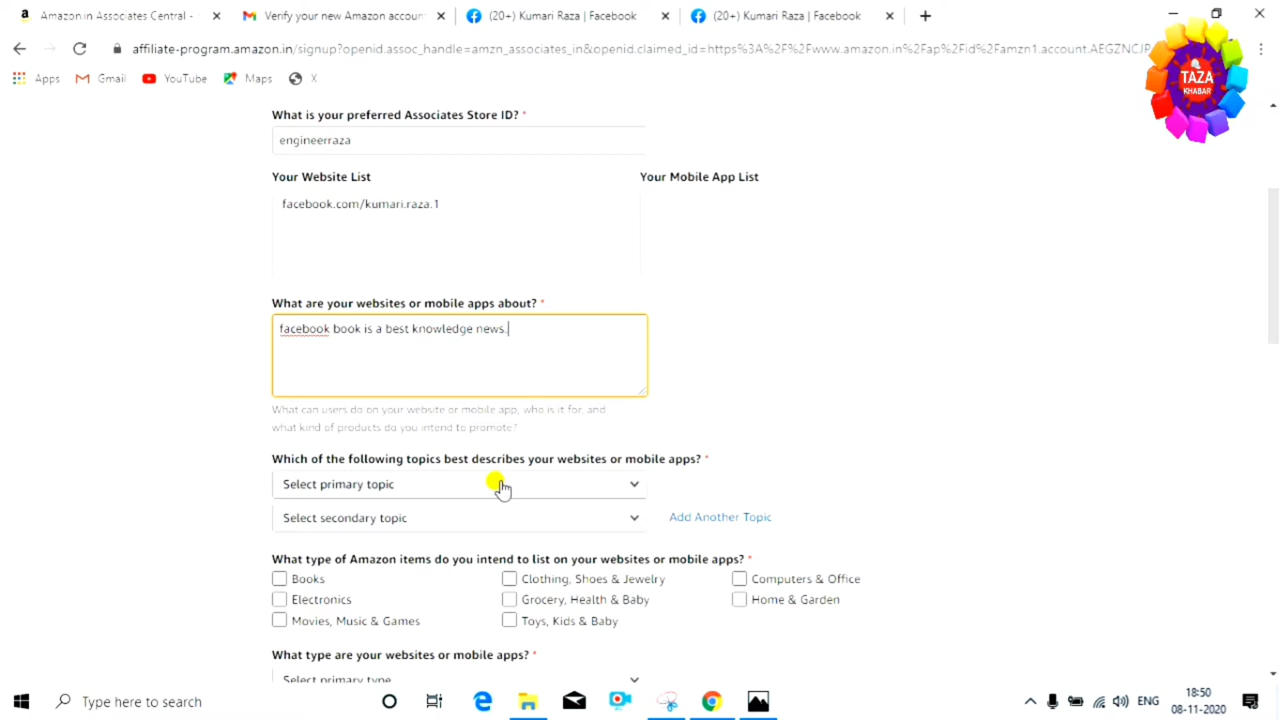 Amazon.in Associates Central -
Verify your new Amazon accoun
(20+) Kumari Raza | Facebook
(20+) Kumari Raza | Facebook
affiliate-program.amazon.in/signup?openid.assoc_handle=amzn_associates_in&openid.claimed_id=https%3A%2F%2Fwww.amazon.in%2Fap%2Fid%2Famzn1.account.AEGZNCJP
Apps
Gmail
YouTube
Maps
X
TAZA
KHABAR
What is your preferred Associates Store ID? *
engineerraza
Your Website List
Your Mobile App List
facebook.com/kumari.raza.1
What are your websites or mobile apps about? *
facebook book is a best knowledge news.
What can users do on your website or mobile app, who is it for, and
what kind of products do you intend to promote?
Which of the following topics best describes your websites or mobile apps? *
Select primary topic
Select secondary topic
Add Another Topic
What type of Amazon items do you intend to list on your websites or mobile apps? *
Books
Clothing, Shoes & Jewelry
Computers & Office
Electronics
Grocery, Health & Baby
Home & Garden
Movies, Music & Games
Toys, Kids & Baby
What type are your websites or mobile apps? *
Select primary type
Type here to search
ENG
18:50
08-11-2020